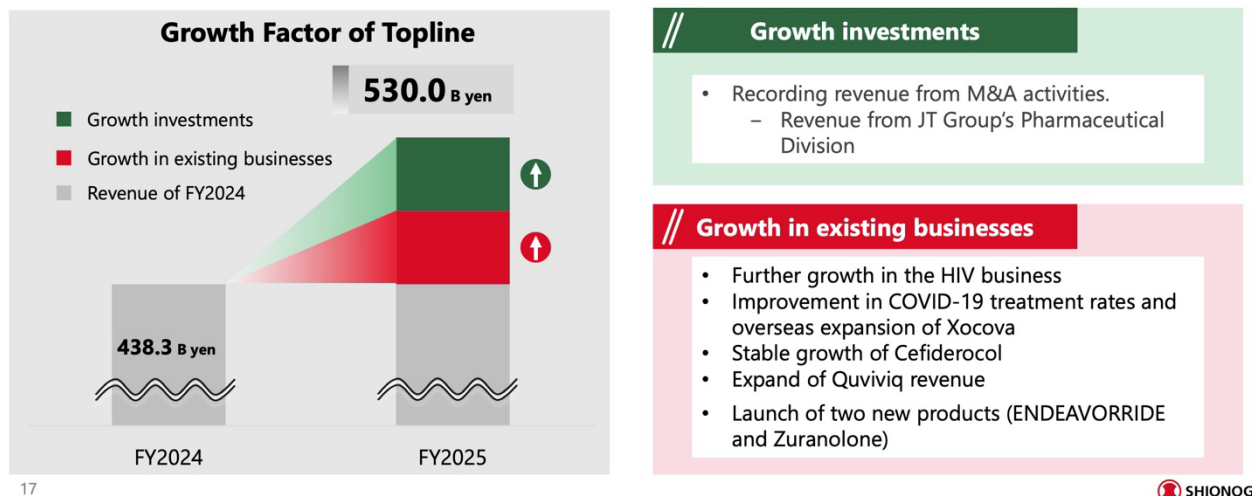 Growth Factor of Topline
530.0 B yen
Growth investments
Growth in existing businesses
Revenue of FY2024
438.3 B yen
FY2024
FY2025
Growth investments
• Recording revenue from M&A activities.
– Revenue from JT Group's Pharmaceutical
Division
Growth in existing businesses
• Further growth in the HIV business
• Improvement in COVID-19 treatment rates and
overseas expansion of Xocova
• Stable growth of Cefiderocol
• Expand of Quviviq revenue
• Launch of two new products (ENDEAVORRIDE
and Zuranolone)
17
SHIONOG